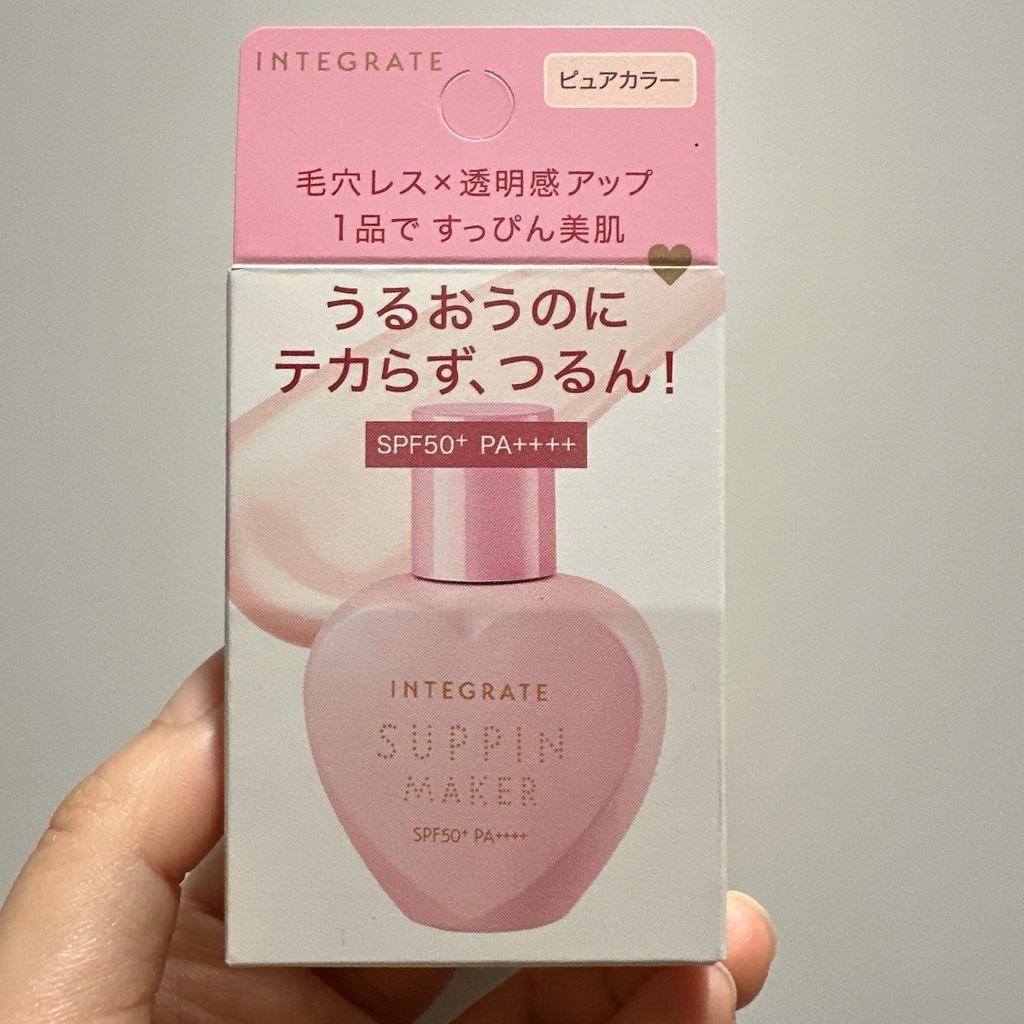 INTEGRATE
ピュアカラー
毛穴レス×透明感アップ
1品で すっぴん美肌
うるおうのに
テカらず、つるん!
SPF50+ PA++++
INTEGRATE
SUPPIN
MAKER
SPF50+ PA++++